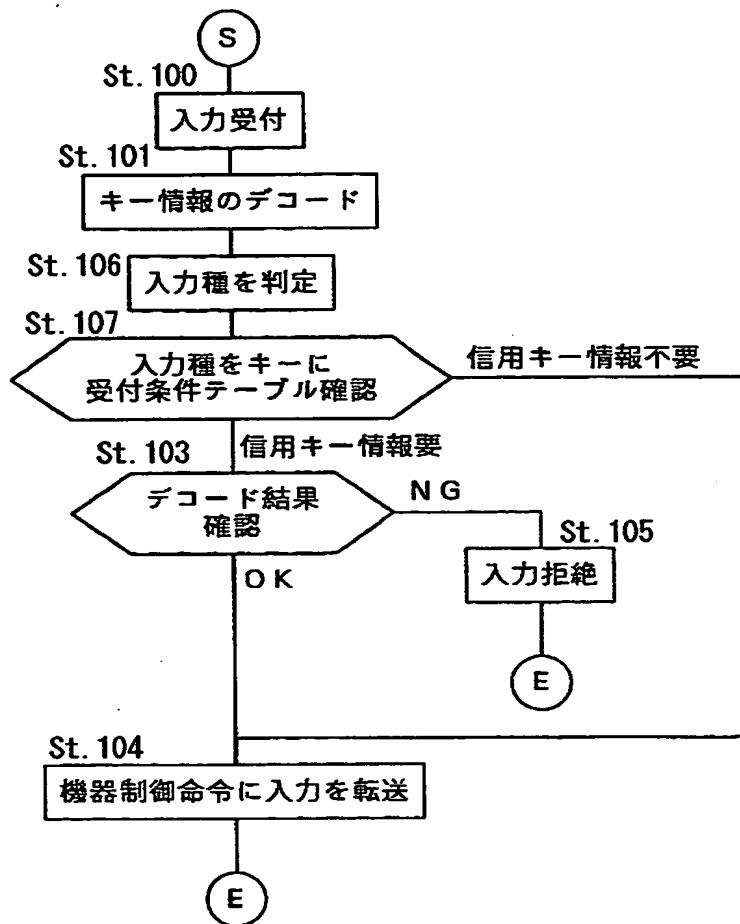 S
St.100
入力受付
St.101
キー情報のデコード
St.106
入力種を判定
St.107
入力種をキーに
受付条件テーブル確認
信用キー情報不要
信用キー情報要
St.103
デコード結果
確認
NG
St.105
入力拒絶
OK
E
St.104
機器制御命令に入力を転送
E